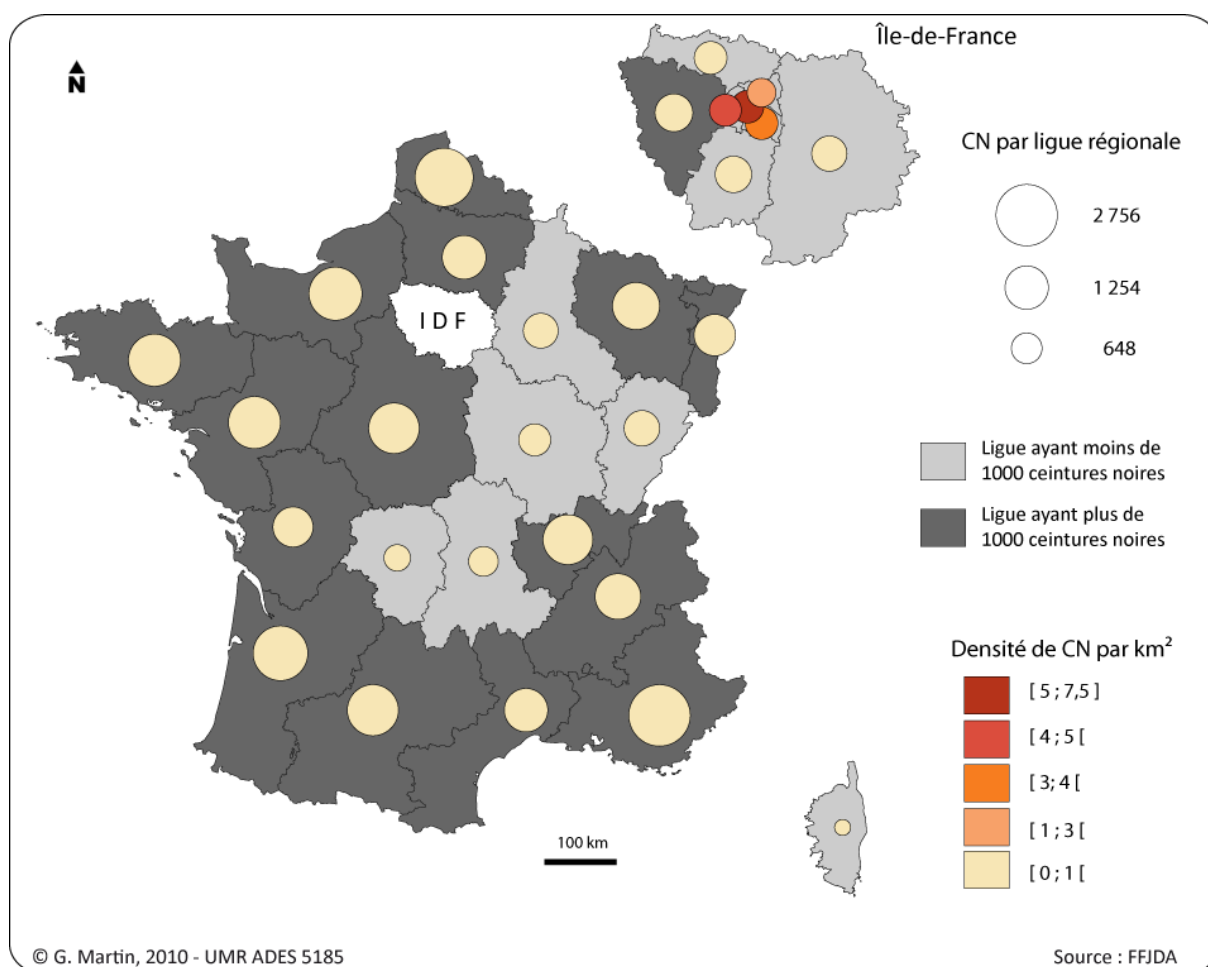 Île-de-France
N
CN par ligue régionale
2 756
1 254
648
I D F
Ligue ayant moins de
1000 ceintures noires
Ligue ayant plus de
1000 ceintures noires
Densité de CN par km²
[ 5 ; 7,5 ]
[ 4 ; 5 [
[ 3; 4 [
[ 1 ; 3 [
[ 0 ; 1 [
100 km
© G. Martin, 2010 - UMR ADES 5185
Source : FFJDA